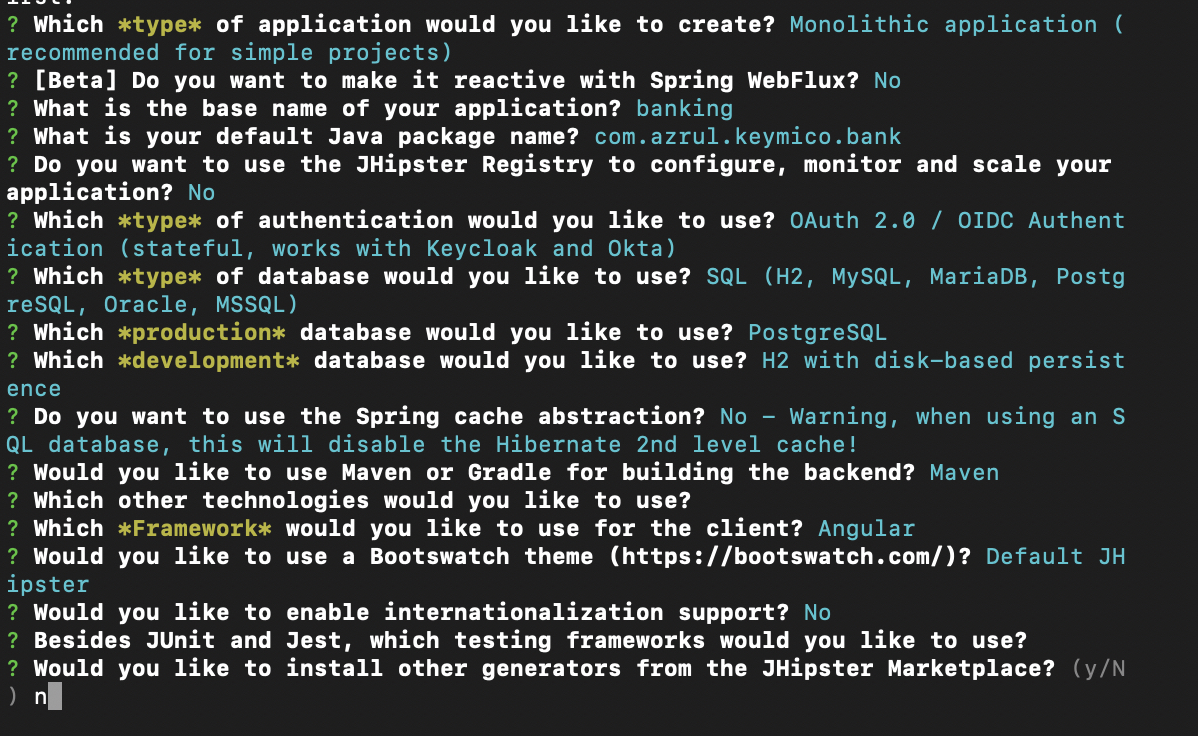 ? Which *type* of application would you like to create? Monolithic application (
recommended for simple projects)
? [Beta] Do you want to make it reactive with Spring WebFlux? No
? What is the base name of your application? banking
? What is your default Java package name? com.azrul.keymico.bank
? Do you want to use the JHipster Registry to configure, monitor and scale your
application? No
? Which *type* of authentication would you like to use? OAuth 2.0 / OIDC Authent
ication (stateful, works with Keycloak and Okta)
? Which *type* of database would you like to use? SQL (H2, MySQL, MariaDB, Postg
reSQL, Oracle, MSSQL)
? Which *production* database would you like to use? PostgreSQL
? Which *development* database would you like to use? H2 with disk-based persist
ence
? Do you want to use the Spring cache abstraction? No – Warning, when using an S
QL database, this will disable the Hibernate 2nd level cache!
? Would you like to use Maven or Gradle for building the backend? Maven
? Which other technologies would you like to use?
? Which *Framework* would you like to use for the client? Angular
? Would you like to use a Bootswatch theme (https://bootswatch.com/)? Default JH
ipster
? Would you like to enable internationalization support? No
? Besides JUnit and Jest, which testing frameworks would you like to use?
? Would you like to install other generators from the JHipster Marketplace? (y/N
) n